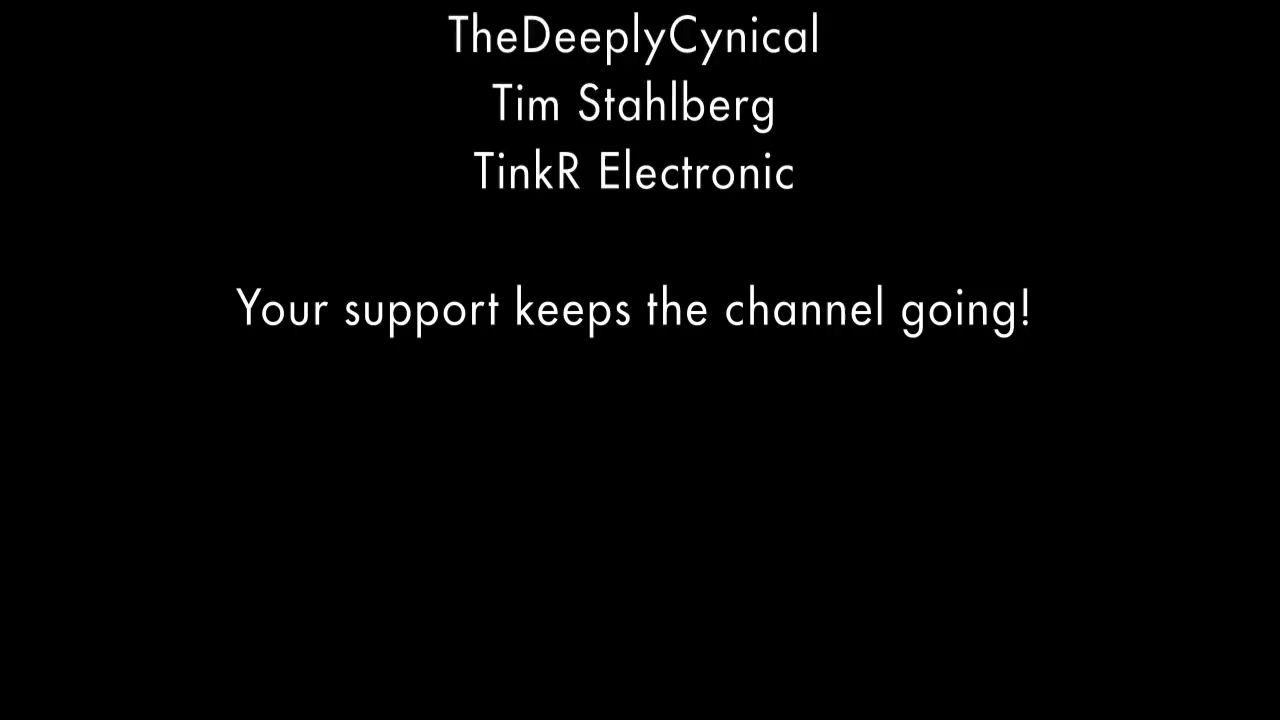 TheDeeplyCynical
Tim Stahlberg
TinkR Electronic
Your support keeps the channel going!